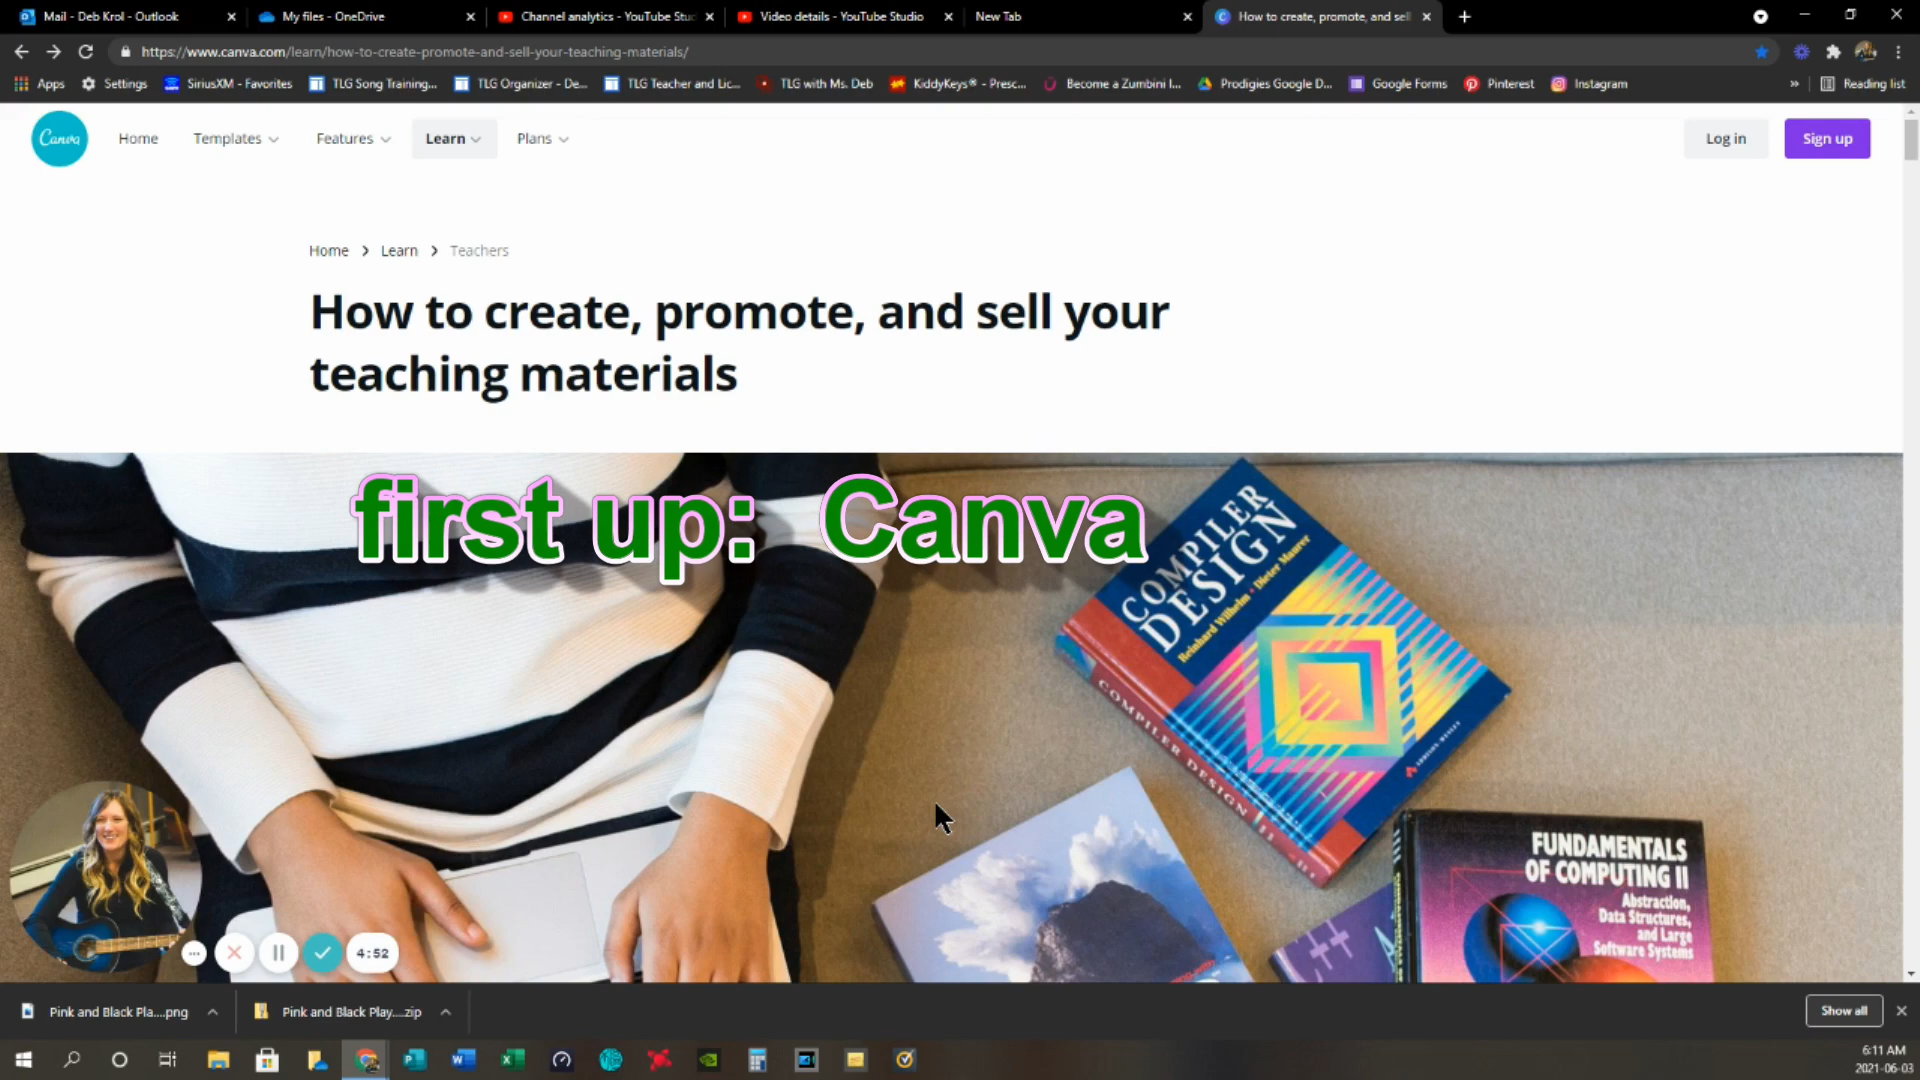 Mail - Deb Krol - Outlook
My files - OneDrive
Channel analytics - YouTube Stu
Video details - YouTube Studio
New Tab
How to create, promote, and sell
https://www.canva.com/learn/how-to-create-promote-and-sell-your-teaching-materials/
Apps
Settings
SiriusXM - Favorites
TLG Song Training...
TLG Organizer - De...
TLG Teacher and Lic...
TLG with Ms. Deb
KiddyKeys® - Presc...
Become a Zumbini I...
Prodigies Google D...
Google Forms
Pinterest
Instagram
»
Reading list
Canva
Home
Templates
Features
Learn
Plans
Log in
Sign up
Home > Learn > Teachers
How to create, promote, and sell your
teaching materials
first up: Canva
COMPILER
DESIGN
Reinhard Wilhelm • Dieter Maurer
COMPILER DESIGN
ADDISON-WESLEY
FUNDAMENTALS
OF COMPUTING II
Abstraction,
Data Structures,
and Large
Software Systems
4:52
Pink and Black Pla....png
Pink and Black Play....zip
Show all
6:11 AM
2021-06-03